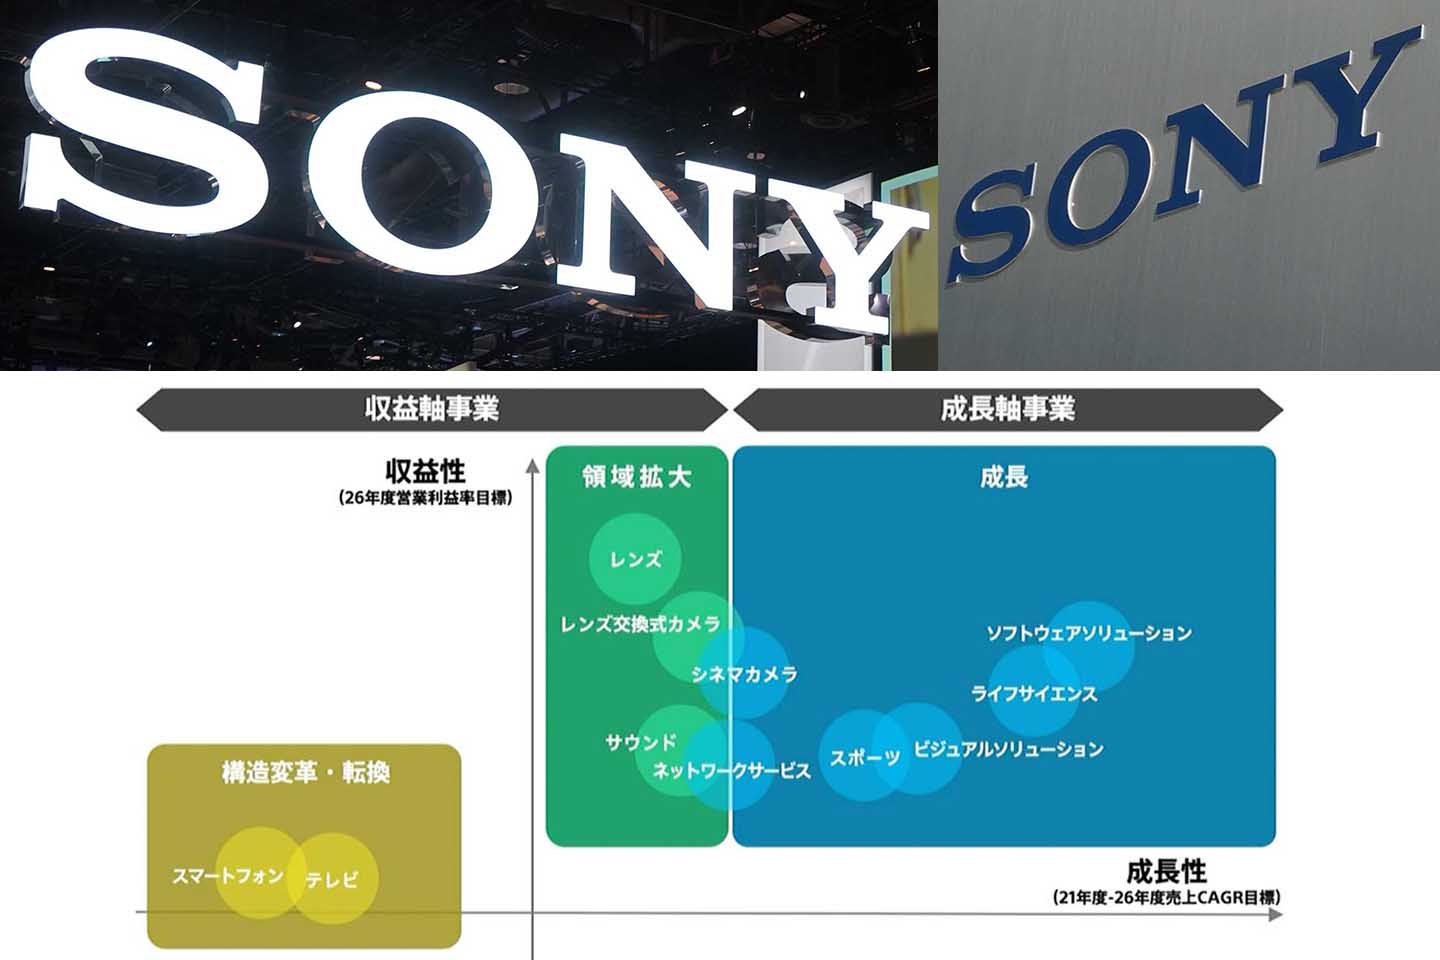 SONY
SONY
収益軸事業
成長軸事業
収益性
(26年度営業利益率目標)
領域拡大
成長
レンズ
レンズ交換式カメラ
シネマカメラ
ソフトウェアソリューション
ライフサイエンス
サウンド
ネットワークサービス
スポーツ
ビジュアルソリューション
構造変革・転換
スマートフォン
テレビ
成長性
(21年度-26年度売上CAGR目標)